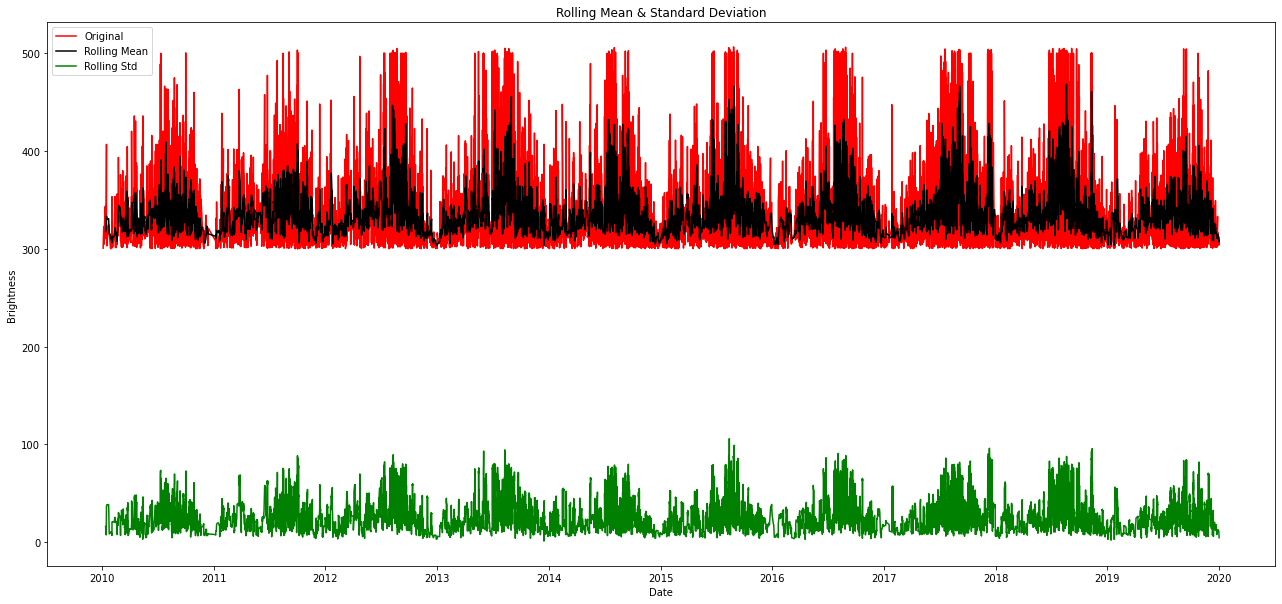 Rolling Mean & Standard Deviation
Original
Rolling Mean
Rolling Std
500
400
300
200
100
0
Brightness
2010 2011 2012 2013 2014 2015 2016 2017 2018 2019 2020
Date